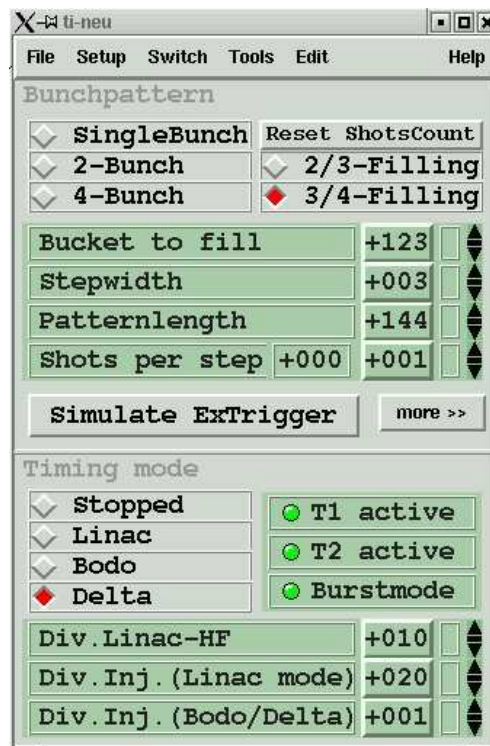 ti-neu
File Setup Switch Tools Edit Help
Bunchpattern
SingleBunch Reset ShotsCount
2-Bunch 2/3-Filling
4-Bunch 3/4-Filling
Bucket to fill +123
Stepwidth +003
Patternlength +144
Shots per step +000 +001
Simulate ExTrigger more >>
Timing mode
Stopped
Linac
Bodo
Delta
T1 active
T2 active
Burstmode
Div.Linac-HF +010
Div.Inj.(Linac mode) +020
Div.Inj.(Bodo/Delta) +001